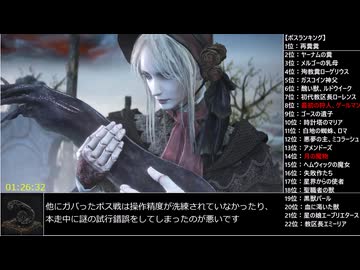 【ボスランキング】
1位：再糞糞
2位：ヤーナムの糞
3位：メルゴーの乳母
4位：殉教糞ローゲリウス
5位：ガスコイン神父
6位：醜い獣、ルドウイーク
7位：初代教区長ローレンス
8位：最初の狩人、ゲールマン
9位：ゴースの遺子
10位：時計塔のマリア
11位：白地の蜘蛛、ロマ
12位：悪夢の主、ミコラーシュ
13位：アメンドーズ
14位：月の魔物
15位：ヘムウィックの魔女
16位：失敗作たち
17位：星界からの使者
18位：聖職者の獣
19位：黒獣パール
20位：血に渇いた獣
21位：星の娘エーブリエタース
22位：教区長エミーリア
01:26:32
他にガバったボス戦は操作精度が洗練されていなかったり、
本走中に謎の試行錯誤をしてしまったのが悪いです